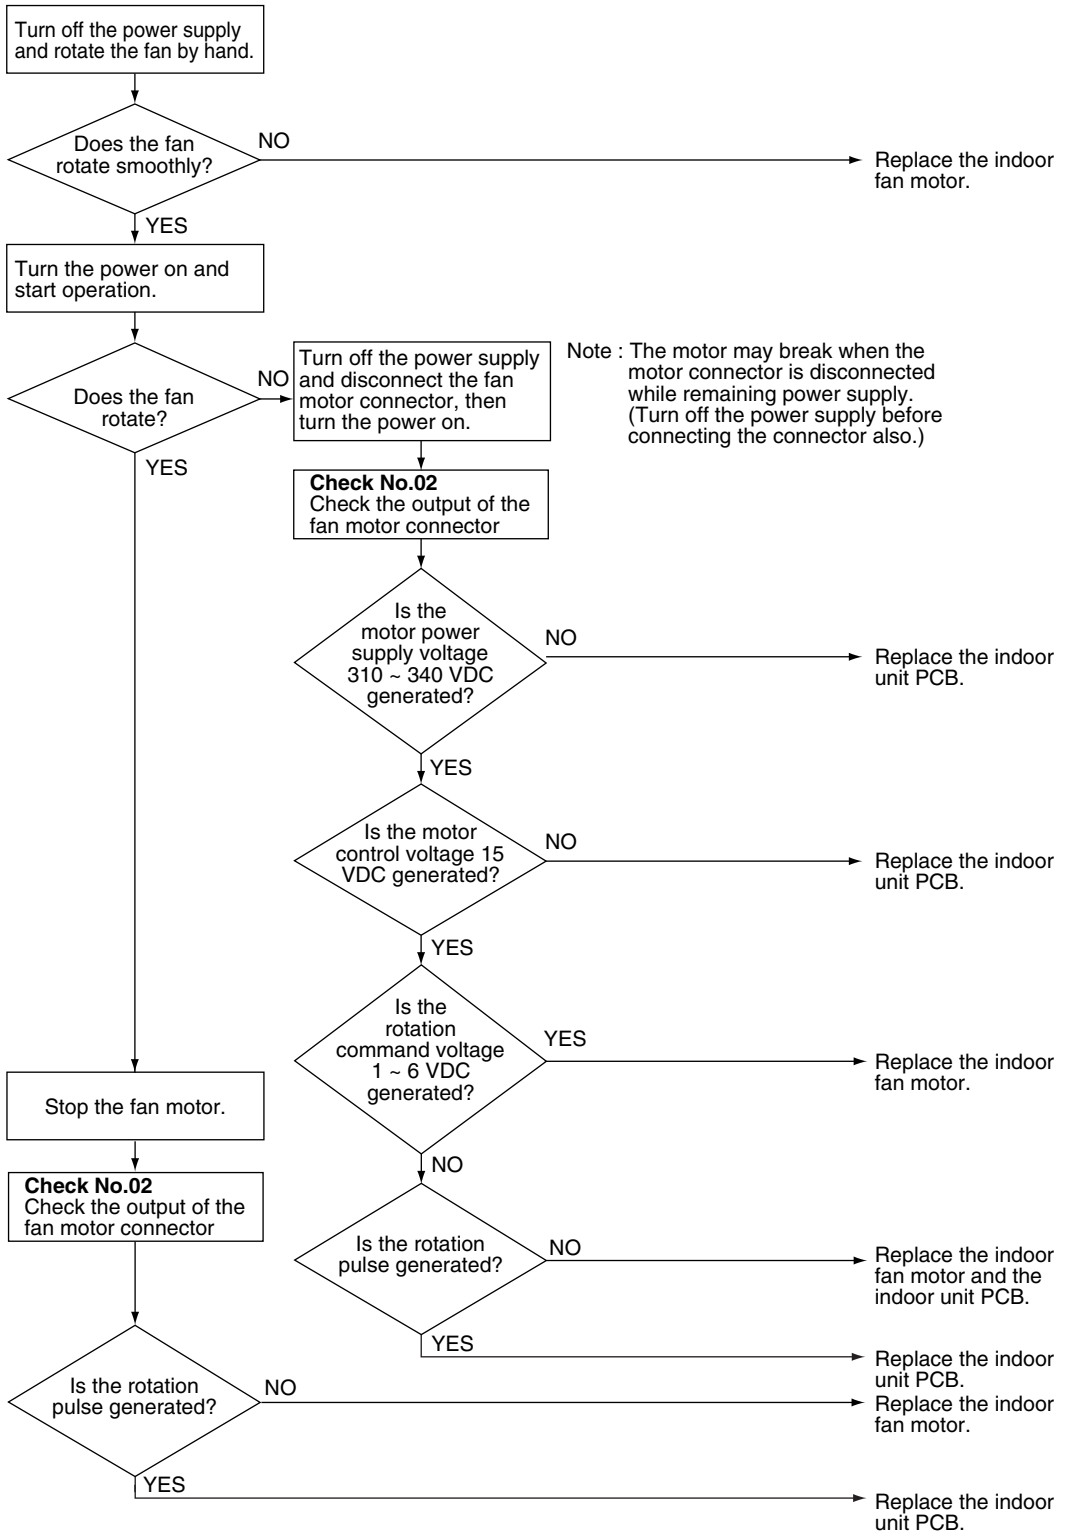 Turn off the power supply
and rotate the fan by hand.
Does the fan
rotate smoothly?
NO
Replace the indoor
fan motor.
YES
Turn the power on and
start operation.
Does the fan
rotate?
NO
Turn off the power supply
and disconnect the fan
motor connector, then
turn the power on.
Note : The motor may break when the
motor connector is disconnected
while remaining power supply.
(Turn off the power supply before
connecting the connector also.)
YES
Check No.02
Check the output of the
fan motor connector
Is the
motor power
supply voltage
310 ~ 340 VDC
generated?
NO
Replace the indoor
unit PCB.
YES
Is the motor
control voltage 15
VDC generated?
NO
Replace the indoor
unit PCB.
YES
Is the
rotation
command voltage
1 ~ 6 VDC
generated?
YES
Replace the indoor
fan motor.
NO
Stop the fan motor.
Check No.02
Check the output of the
fan motor connector
Is the rotation
pulse generated?
NO
Replace the indoor
fan motor and the
indoor unit PCB.
YES
Replace the indoor
unit PCB.
Is the rotation
pulse generated?
NO
Replace the indoor
fan motor.
YES
Replace the indoor
unit PCB.